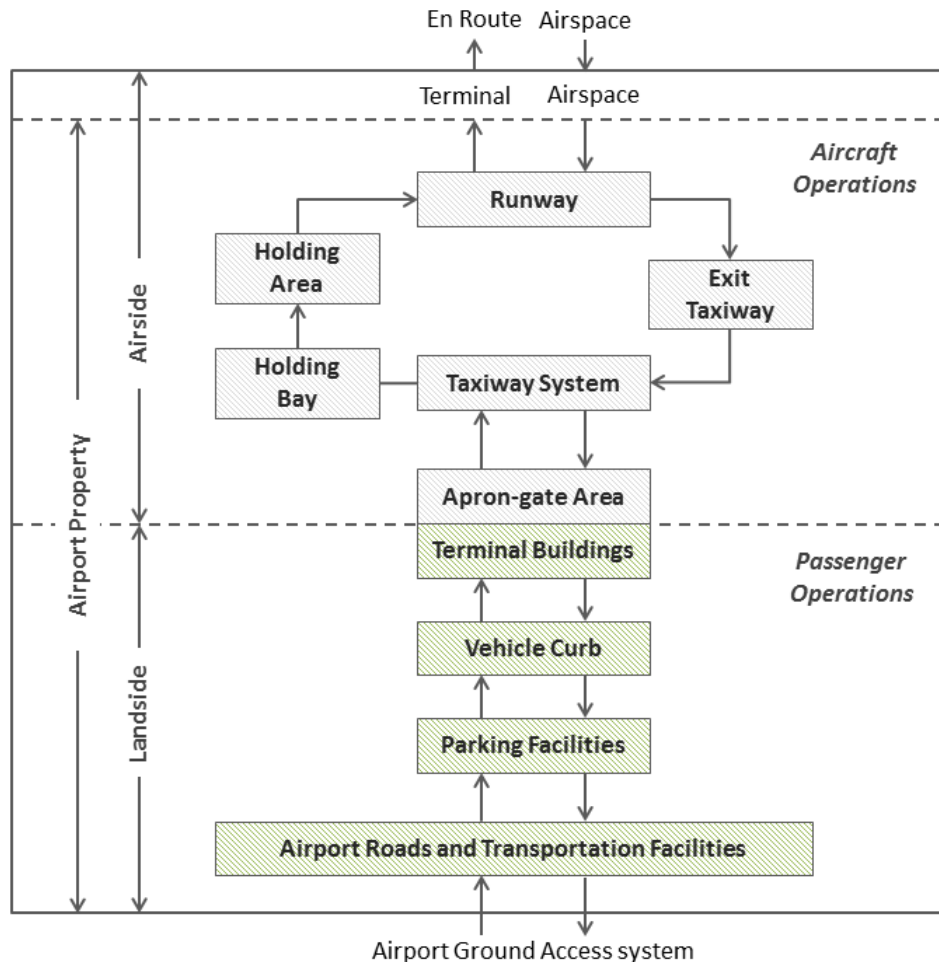 En Route Airspace
Terminal Airspace
Aircraft
Operations
Runway
Holding
Area
Exit
Taxiway
Airside
Holding
Bay
Taxiway System
Airport Property
Apron-gate Area
Terminal Buildings
Passenger
Operations
Vehicle Curb
Landside
Parking Facilities
Airport Roads and Transportation Facilities
Airport Ground Access system